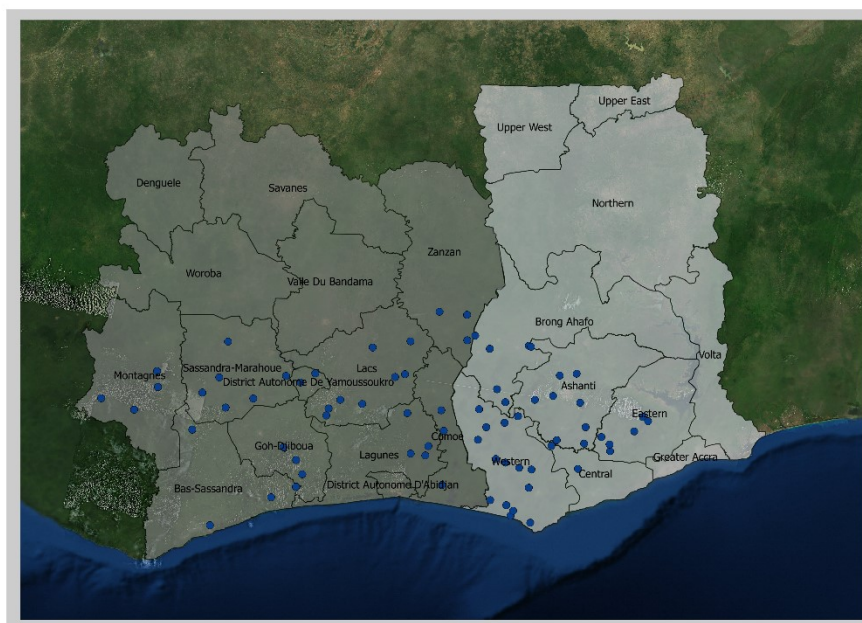 Upper East
Upper West
Denguele
Savanes
Northern
Zanzan
Woroba
Valle Du Bandama
Brong Ahafo
Volta
Sassandra-Marahoue
Lacs
Montagnes
District Autonome De Yamoussoukro
Ashanti
Eastern
Comoe
Goh-Djiboua
Lagunes
Greater Accra
Western
Central
Bas-Sassandra
District Autonome D'Abidjan